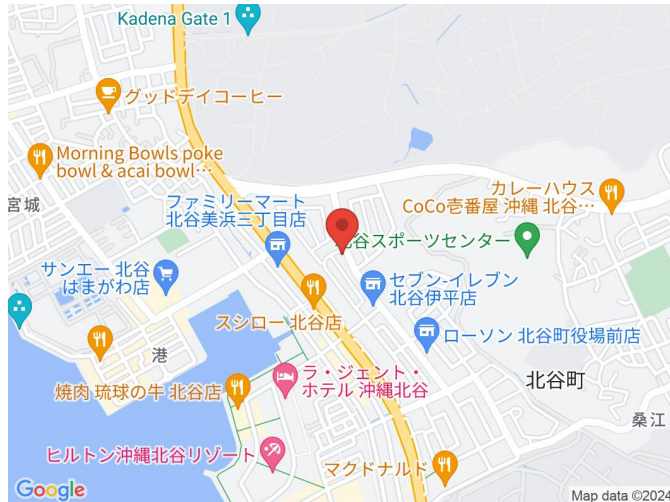 Kadena Gate 1
グッドデイコーヒー
Morning Bowls poke
bowl & acai bowl…
宮城
ファミリーマート
北谷美浜三丁目店
カレーハウス
CoCo壱番屋 沖縄 北谷…
北谷スポーツセンター
サンエー 北谷
はまがわ店
セブン-イレブン
北谷伊平店
スシロー 北谷店
ローソン 北谷町役場前店
港
ラ・ジェント・
ホテル 沖縄北谷
北谷町
焼肉 琉球の牛 北谷店
桑江
ヒルトン沖縄北谷リゾート
マクドナルド
Google
Map data ©2024